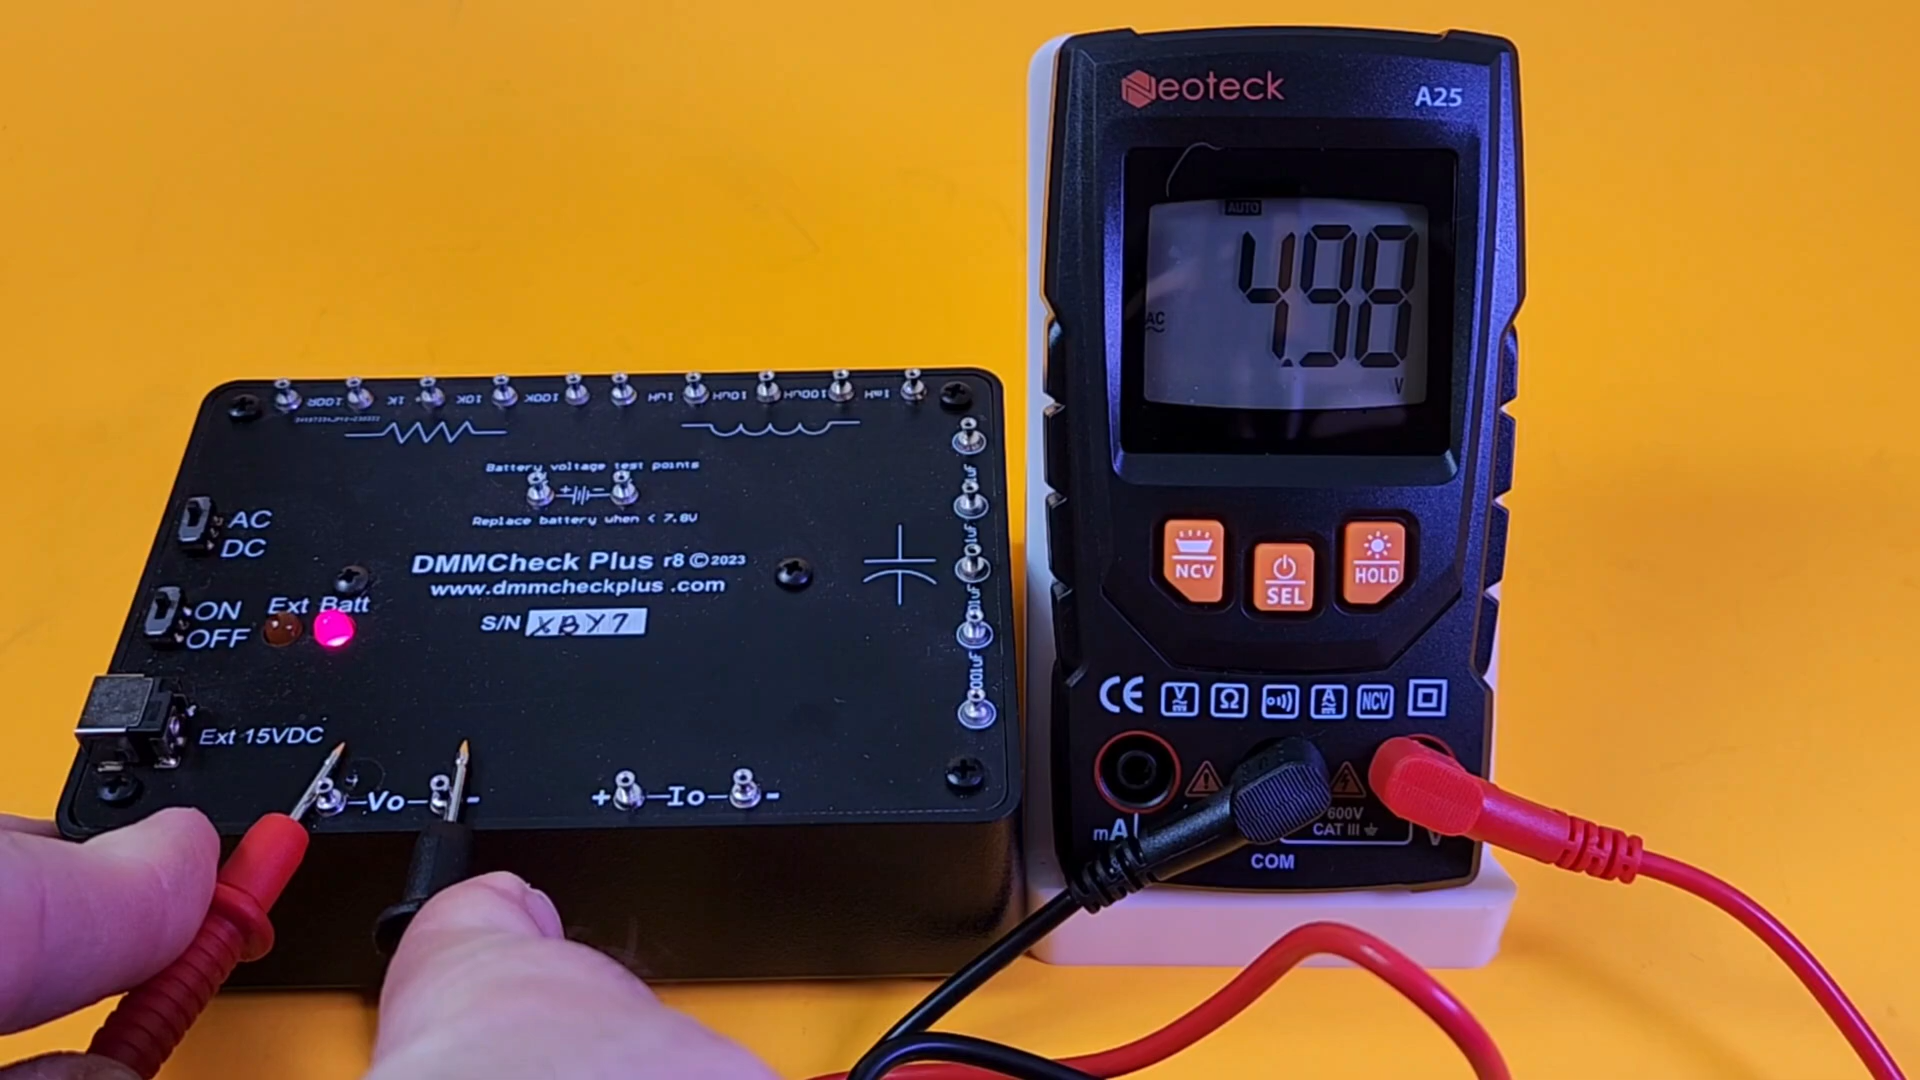 Neoteck
A25
AUTO
4.98
AC
V
NCV
SEL
HOLD
CE V Ω A NCV
mA
600V
CAT III
COM
V
100R 1K 10K 100K 1uH 10uH 100uH 1mH
Battery voltage test points
+ -
Replace battery when < 7.8V
AC
DC
DMMCheck Plus r8 © 2023
www.dmmcheckplus .com
S/N XBY7
ON
OFF
Ext Batt
Ext 15VDC
Vo -
+ Io -